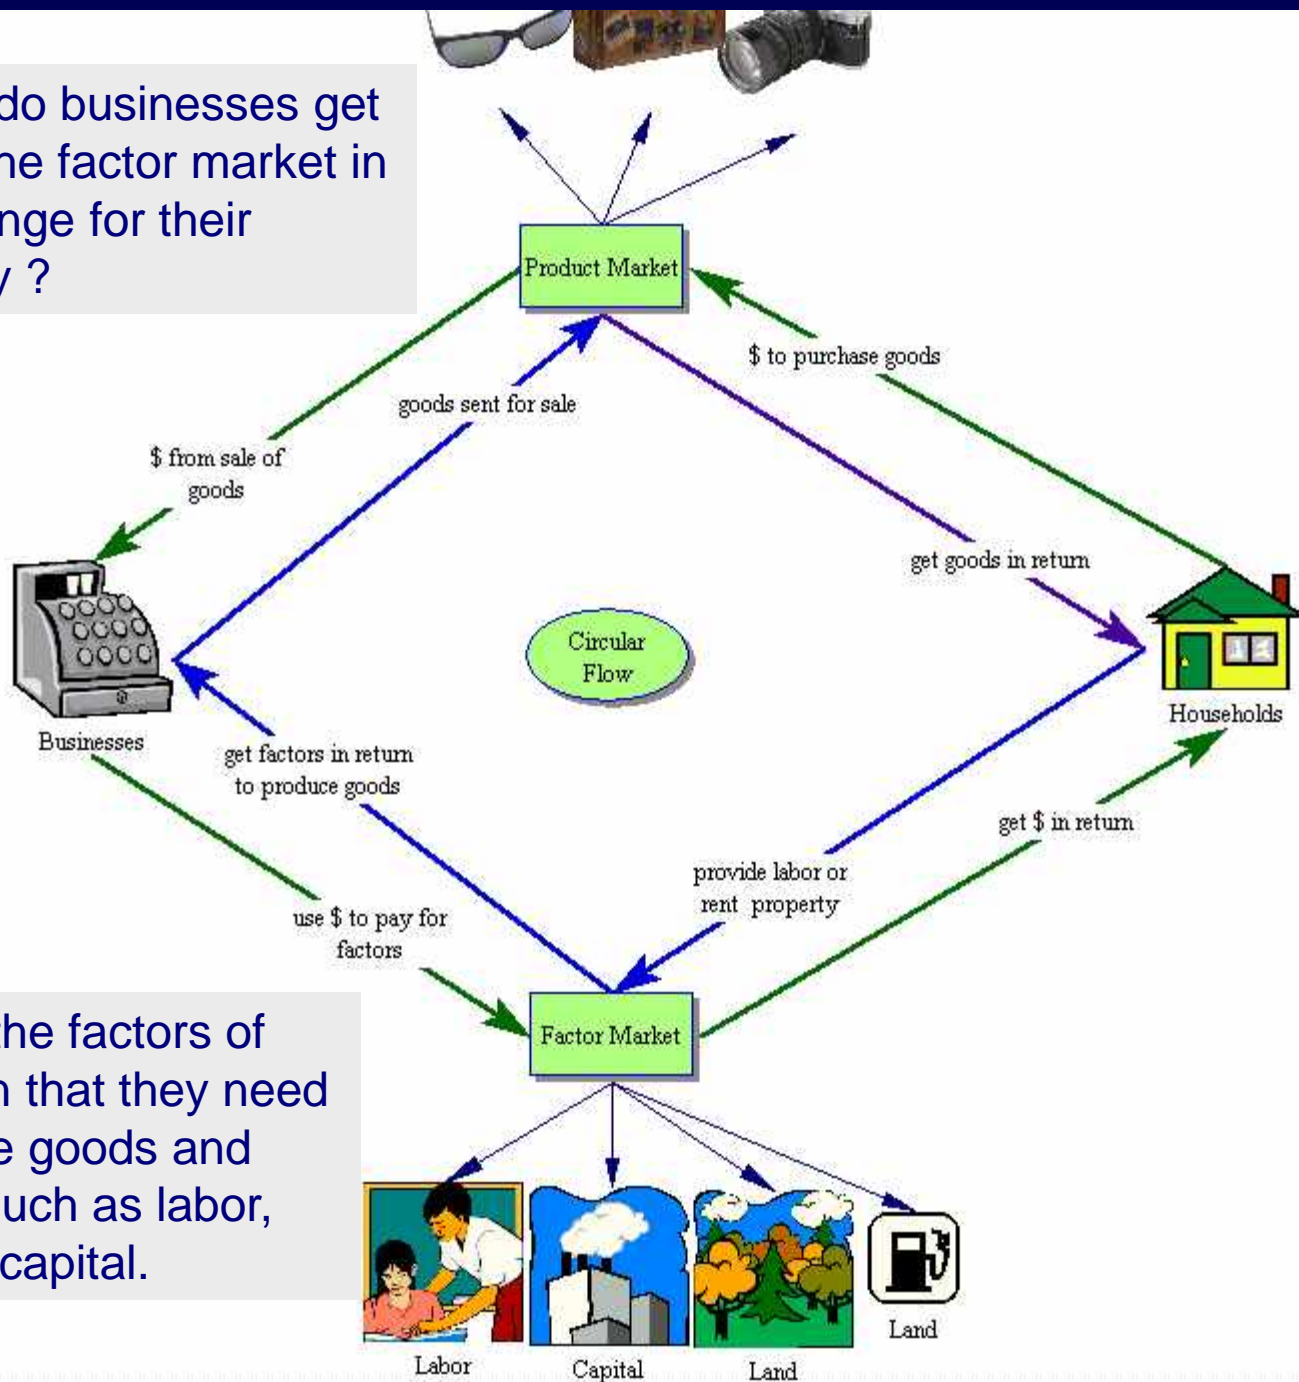 do businesses get
he factor market in
nge for their
y ?
Product Market
$ to purchase goods
goods sent for sale
$ from sale of
goods
get goods in return
Circular
Flow
Businesses
Households
get factors in return
to produce goods
get $ in return
provide labor or
rent property
use $ to pay for
factors
Factor Market
the factors of
n that they need
e goods and
uch as labor,
capital.
Labor
Capital
Land
Land